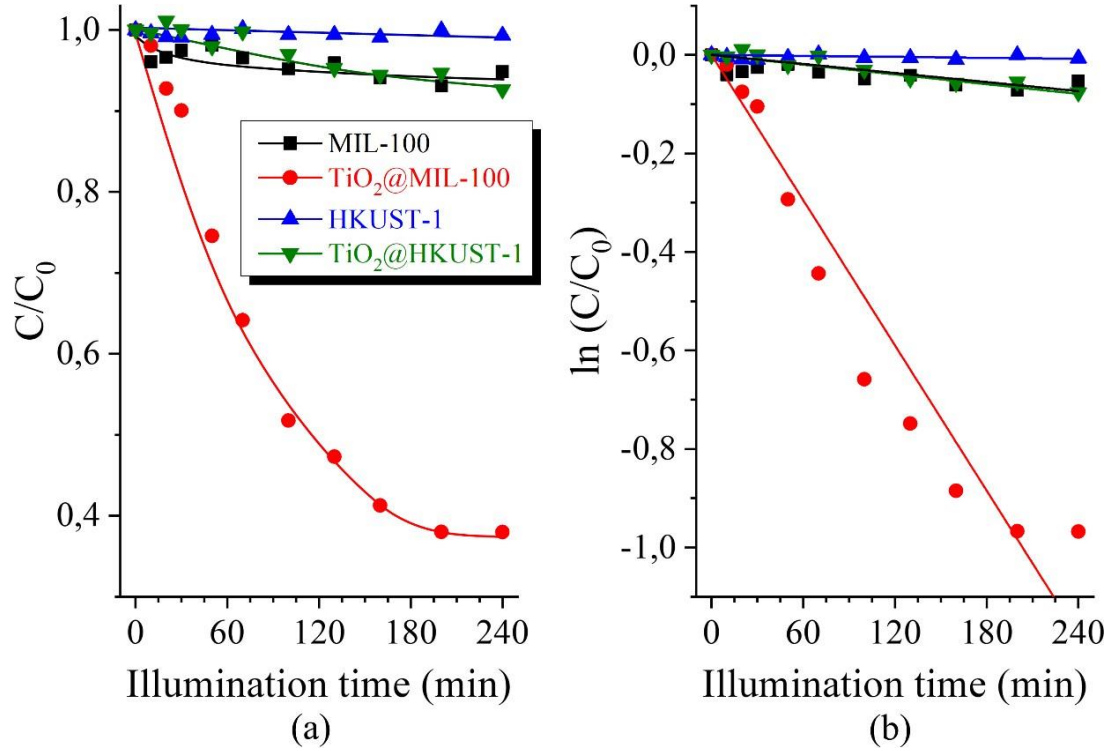 1,0
0,8
0,6
0,4
C/C₀
MIL-100
TiO₂@MIL-100
HKUST-1
TiO₂@HKUST-1
0 60 120 180 240
Illumination time (min)
(a)
0,0
-0,2
-0,4
-0,6
-0,8
-1,0
ln (C/C₀)
0 60 120 180 240
Illumination time (min)
(b)